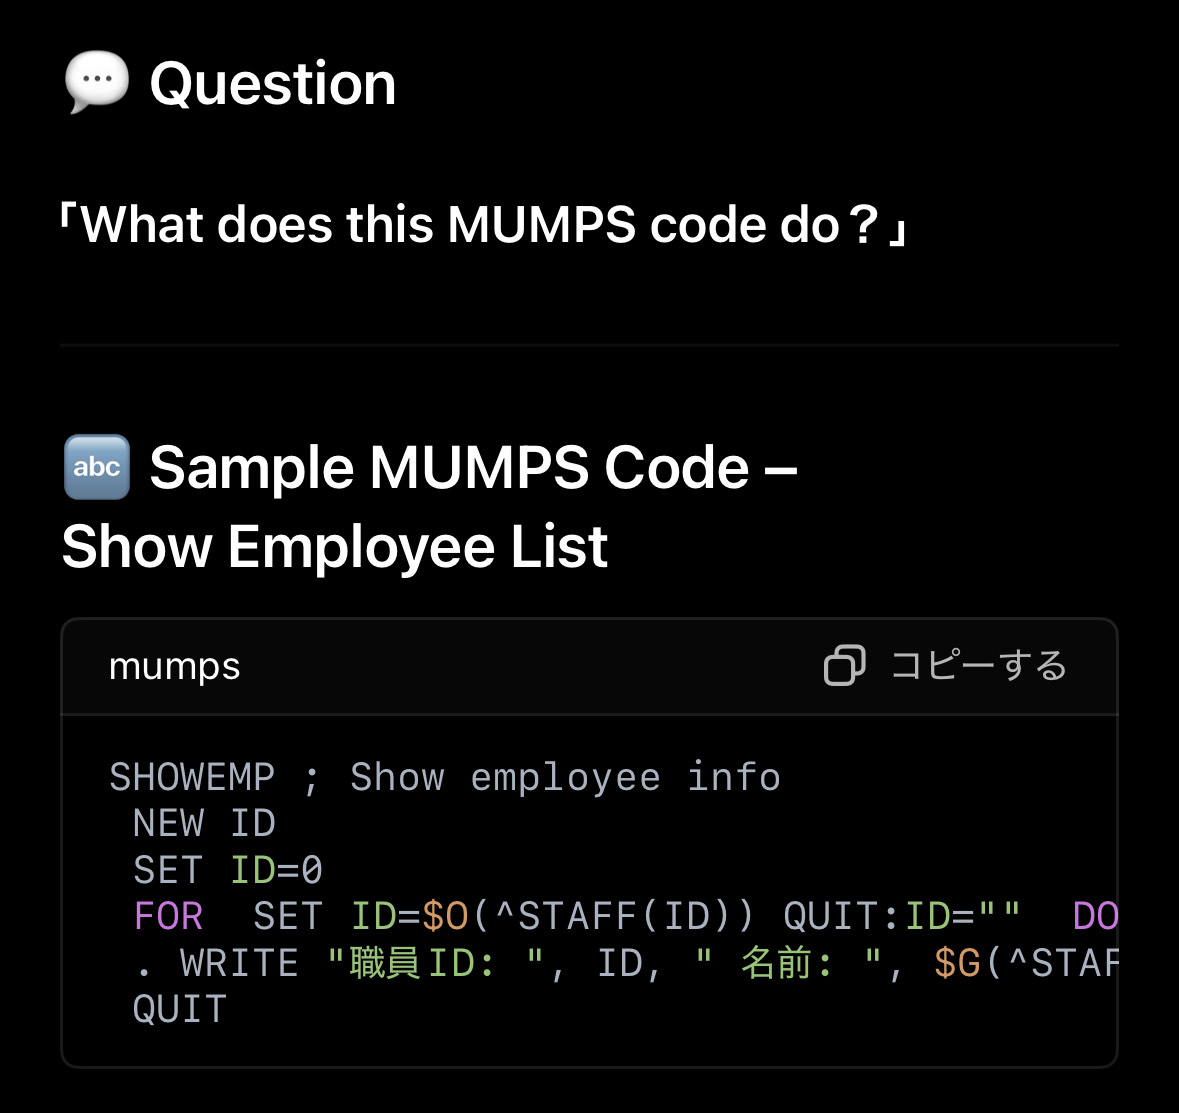 💬 Question
「What does this MUMPS code do？」
🔤 Sample MUMPS Code –
Show Employee List
mumps
コピーする
SHOWEMP ; Show employee info
 NEW ID
 SET ID=0
 FOR  SET ID=$O(^STAFF(ID)) QUIT:ID=""  DO
 . WRITE "職員ID: ", ID, " 名前: ", $G(^STAF
 QUIT